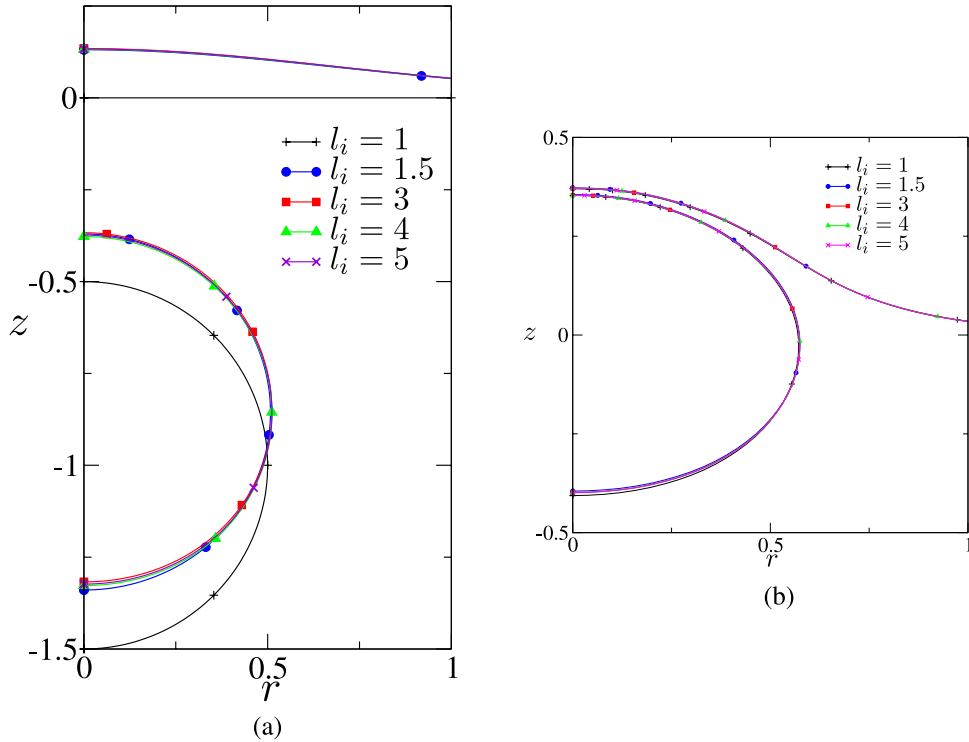 0
-0.5
-1
-1.5
0
0.5
1
z
r
l_i = 1
l_i = 1.5
l_i = 3
l_i = 4
l_i = 5
(a)
0.5
0
-0.5
0
0.5
1
z
r
l_i = 1
l_i = 1.5
l_i = 3
l_i = 4
l_i = 5
(b)